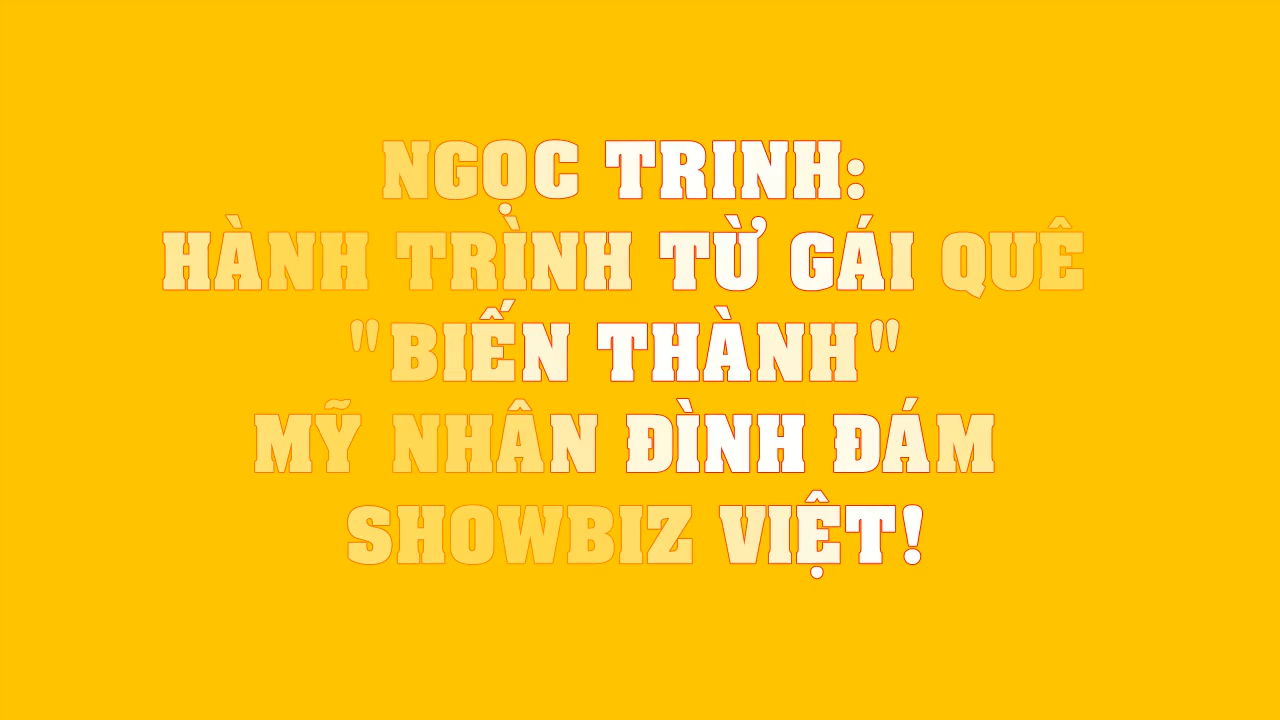 NGỌC TRINH:
HÀNH TRÌNH TỪ GÁI QUÊ
"BIẾN THÀNH"
MỸ NHÂN ĐÌNH ĐÁM
SHOWBIZ VIỆT!